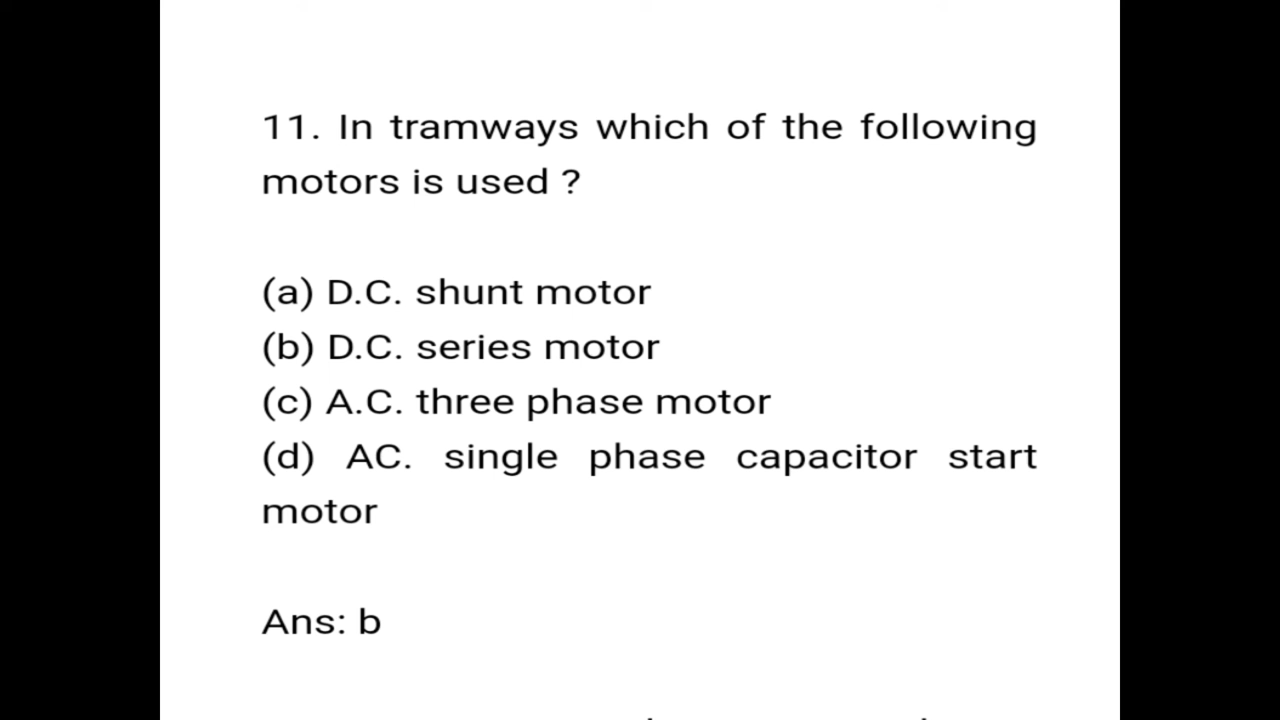 11. In tramways which of the following
motors is used ?
(a) D.C. shunt motor
(b) D.C. series motor
(c) A.C. three phase motor
(d) AC. single phase capacitor start
motor
Ans: b